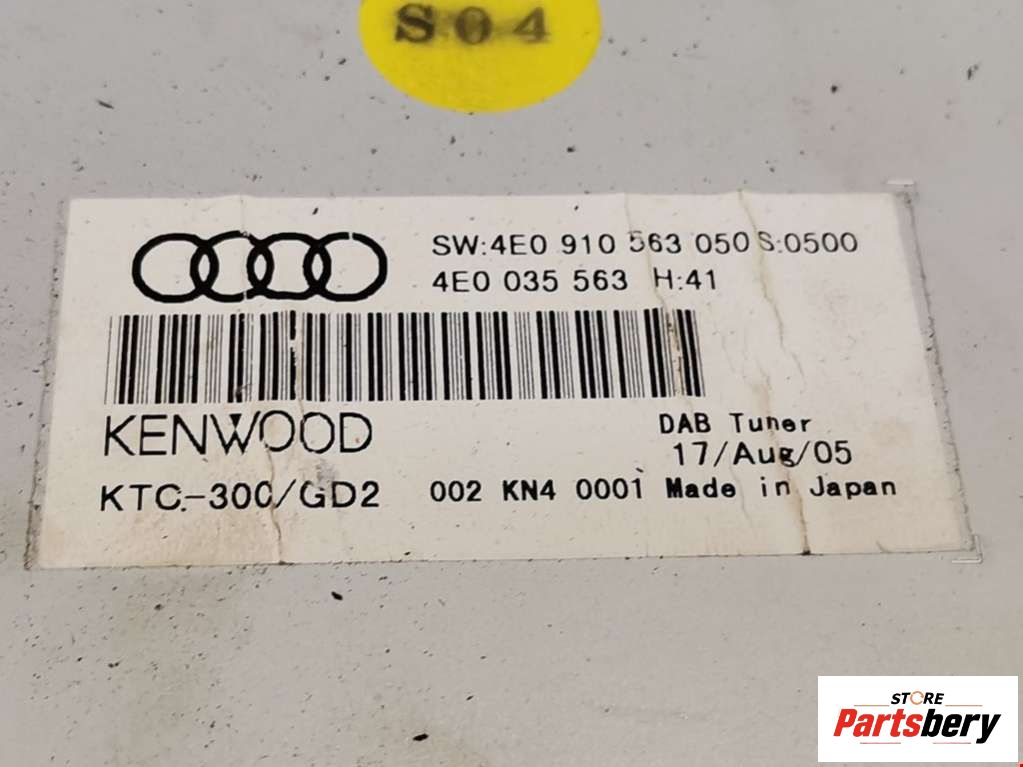 S04
SW:4E0 910 563 050 S:0500
4E0 035 563 H:41
KENWOOD
DAB Tuner
17/Aug/05
KTC-300/GD2 002 KN4 0001 Made in Japan
STORE
Partsbery